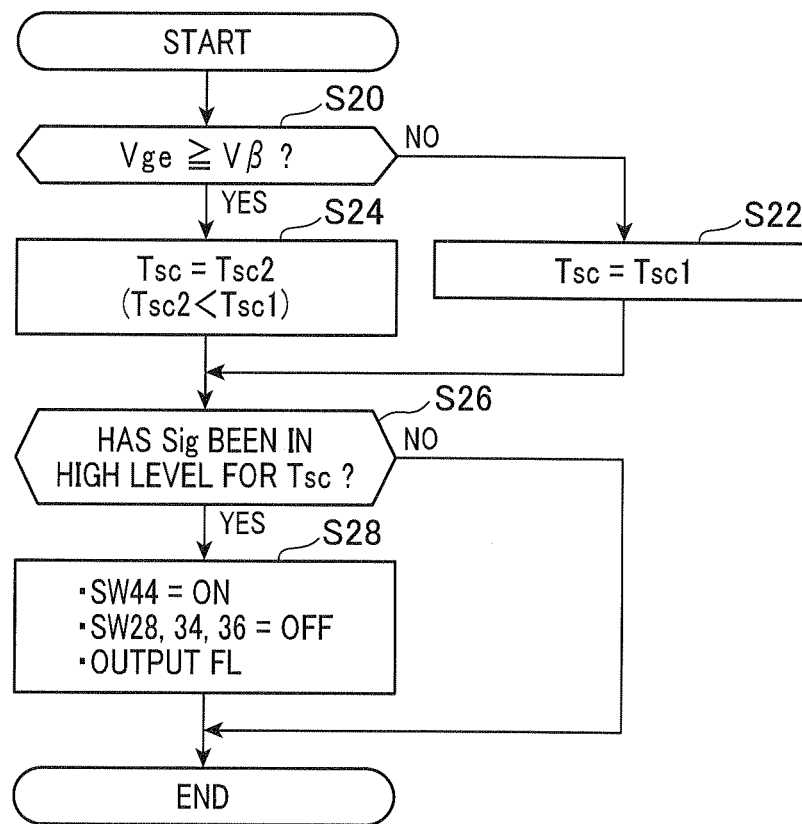 START
S20
Vge ≧ Vβ ?
NO
YES
S24
S22
Tsc = Tsc2
(Tsc2<Tsc1)
Tsc = Tsc1
S26
HAS Sig BEEN IN
HIGH LEVEL FOR Tsc ?
NO
YES
S28
・SW44 = ON
・SW28, 34, 36 = OFF
・OUTPUT FL
END